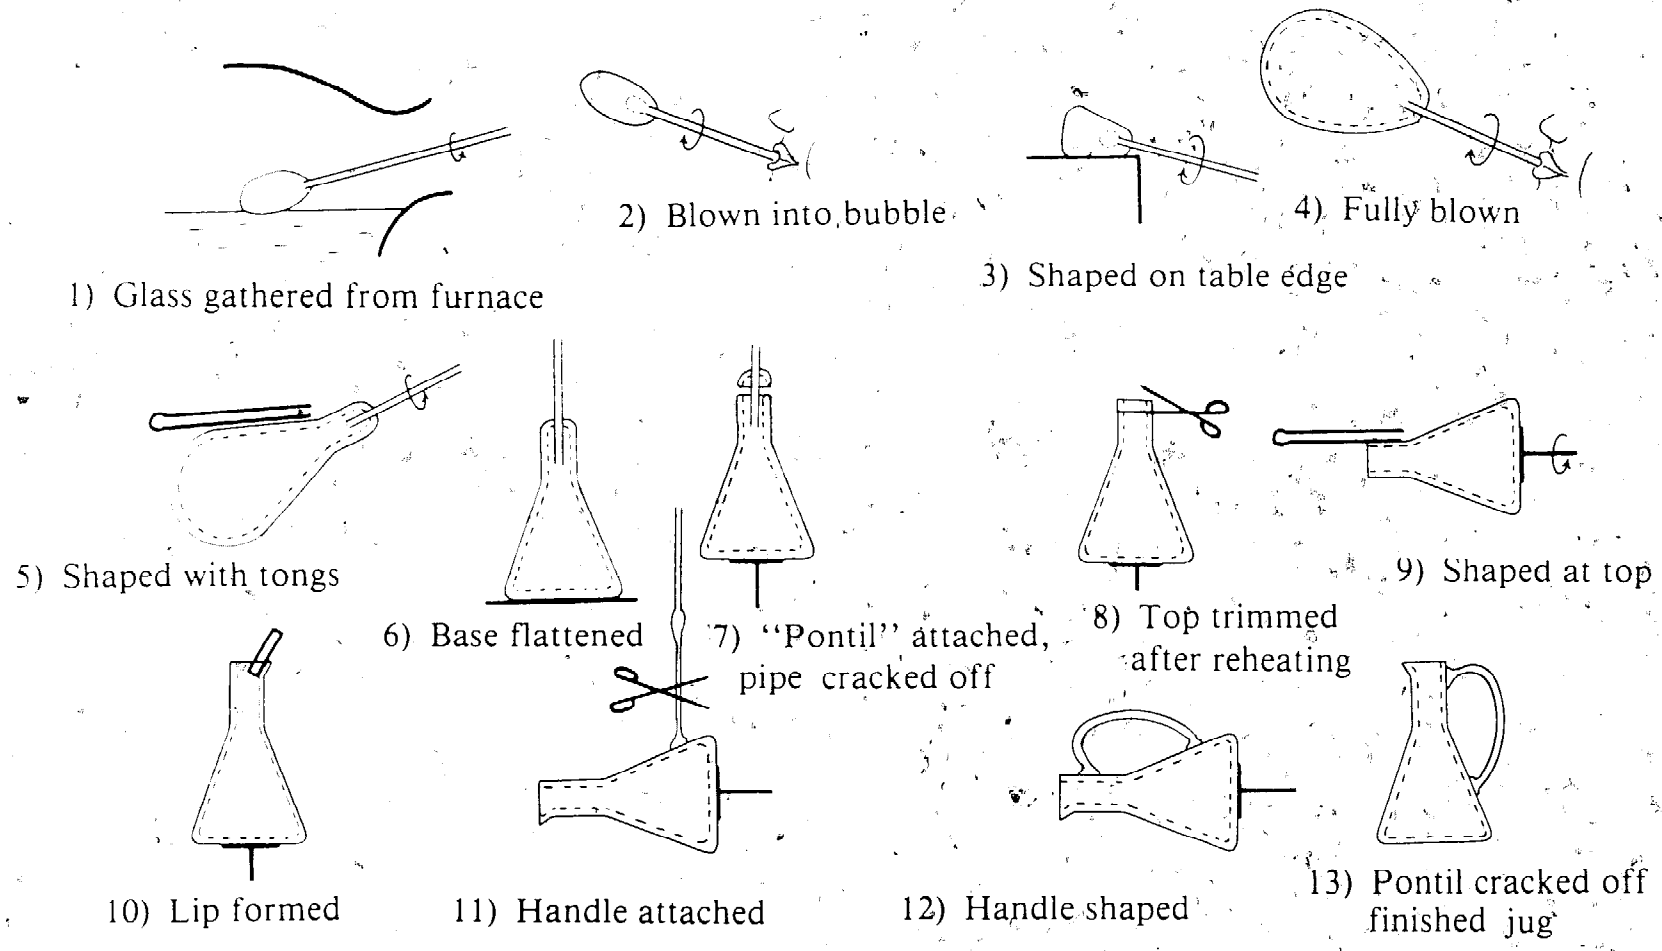 2) Blown into bubble
4) Fully blown
3) Shaped on table edge
1) Glass gathered from furnace
5) Shaped with tongs
6) Base flattened
7) "Pontil" attached,
pipe cracked off
8) Top trimmed
after reheating
9) Shaped at top
10) Lip formed
11) Handle attached
12) Handle shaped
13) Pontil cracked off
finished jug